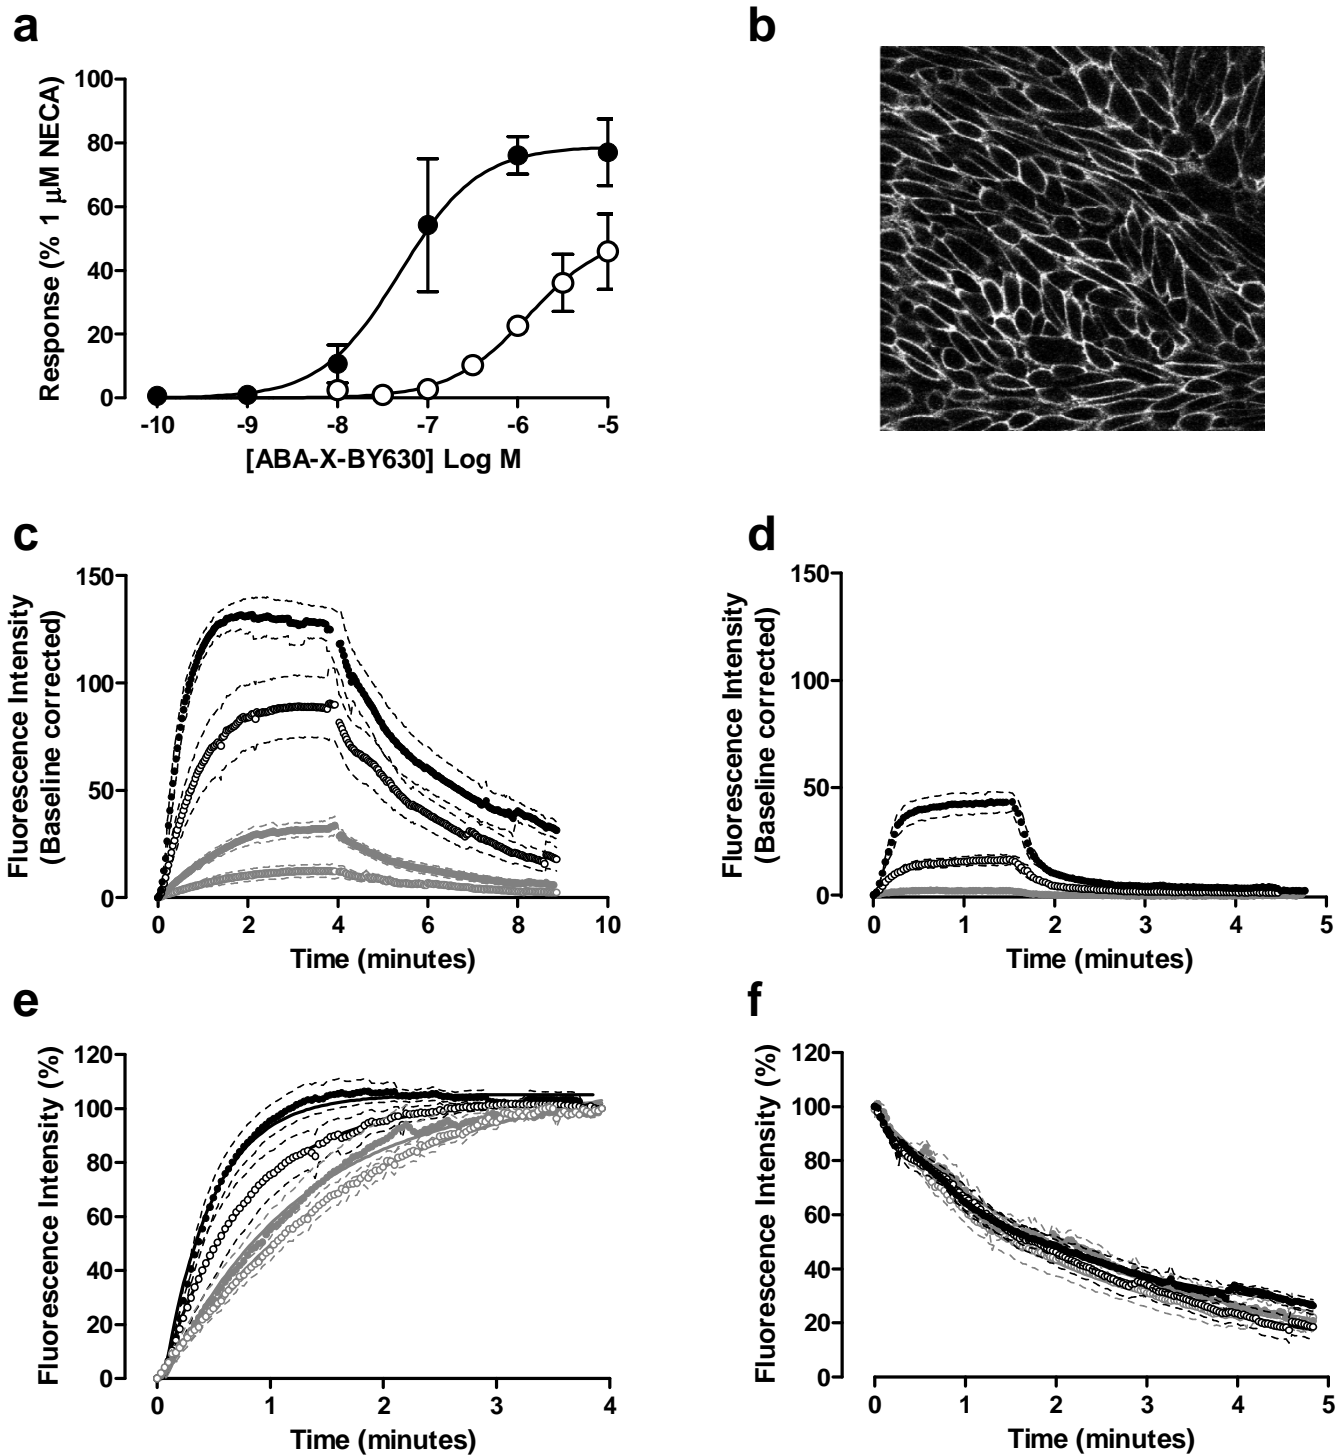 a
100
80
60
40
20
0
-10 -9 -8 -7 -6 -5
Response (% 1 μM NECA)
[ABA-X-BY630] Log M
b
c
150
100
50
0
0 2 4 6 8 10
Fluorescence Intensity
(Baseline corrected)
Time (minutes)
d
150
100
50
0
0 1 2 3 4 5
Fluorescence Intensity
(Baseline corrected)
Time (minutes)
e
120
100
80
60
40
20
0
0 1 2 3 4
Fluorescence Intensity (%)
Time (minutes)
f
120
100
80
60
40
20
0
0 1 2 3 4 5
Fluorescence Intensity (%)
Time (minutes)